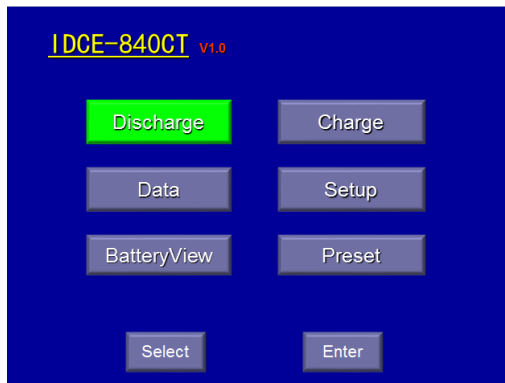 IDCE-840CT V1.0
Discharge Charge
Data Setup
BatteryView Preset
Select Enter